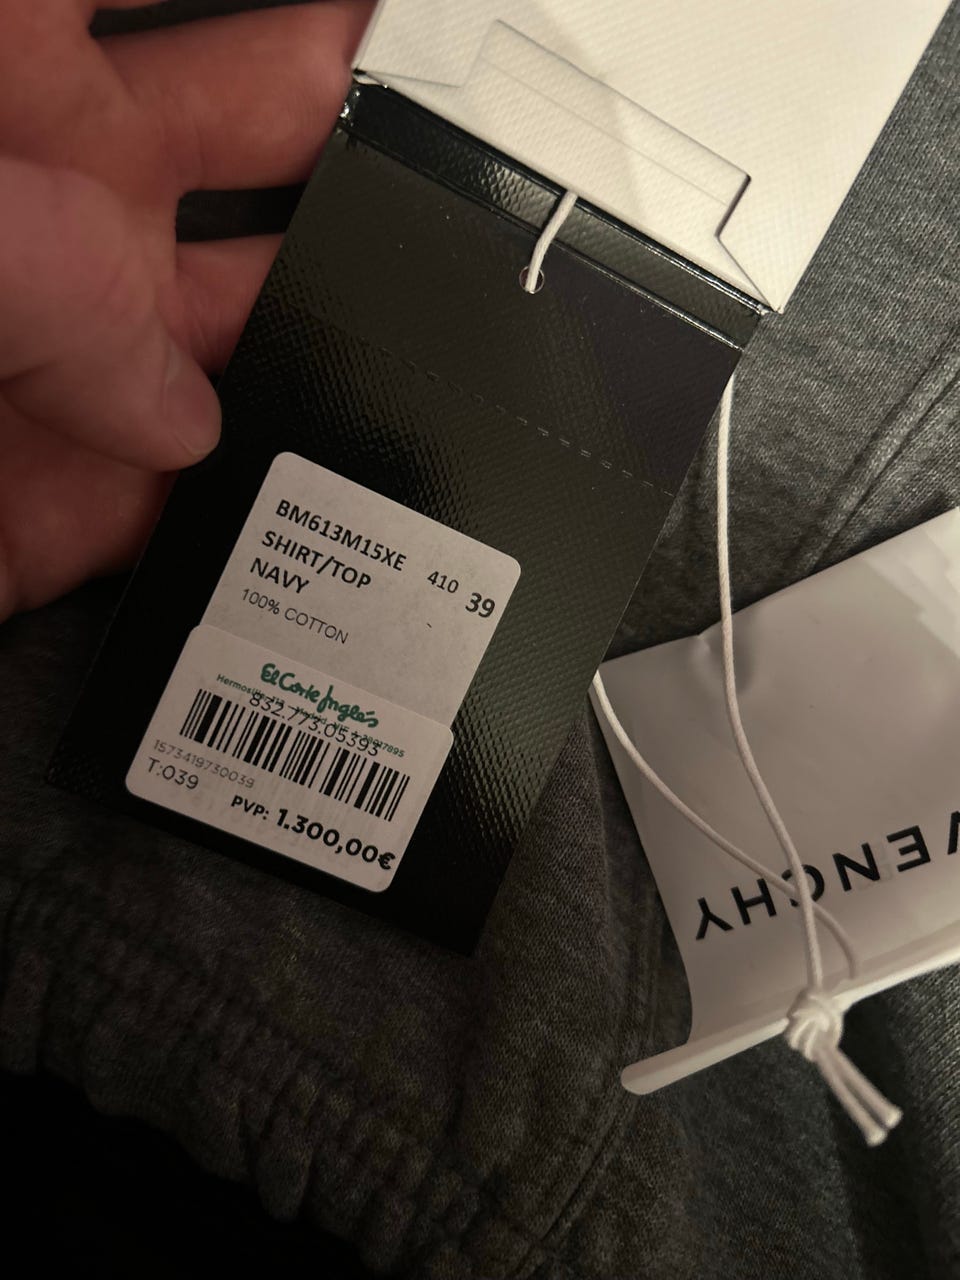 BM613M15XE
SHIRT/TOP 410 39
NAVY
100% COTTON
El Corte Inglés
832.773.05393
1573419730039
T:039
PVP: 1.300,00€
VENCHY